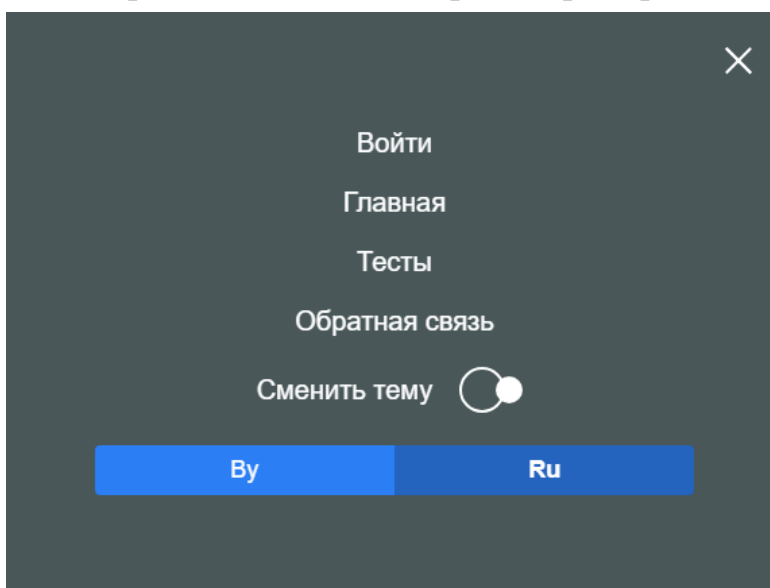 Войти
Главная
Тесты
Обратная связь
Сменить тему
By Ru